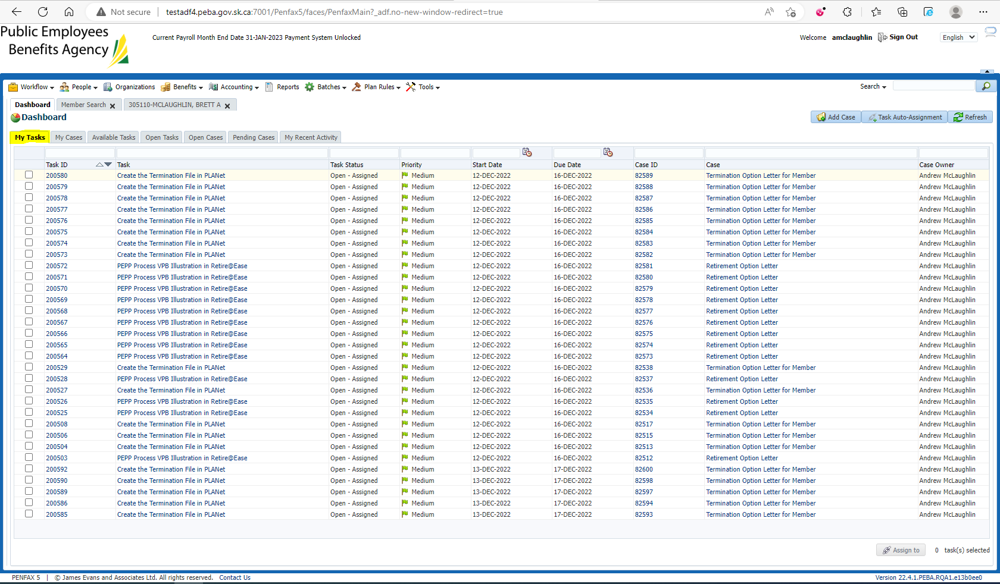 Not secure | testadf4.peba.gov.sk.ca:7001/Penfax5/faces/PenfaxMain?_adf.no-new-window-redirect=true
Public Employees
Benefits Agency
Current Payroll Month End Date 31-JAN-2023 Payment System Unlocked
Welcome amclaughlin Sign Out English
Workflow People Organizations Benefits Accounting Reports Batches Plan Rules Tools Search
Dashboard Member Search 305110-MCLAUGHLIN, BRETT A
Dashboard
Add Case Task Auto-Assignment Refresh
My Tasks My Cases Available Tasks Open Tasks Open Cases Pending Cases My Recent Activity
Task ID Task Task Status Priority Start Date Due Date Case ID Case Case Owner
200580 Create the Termination File in PLANet Open - Assigned Medium 12-DEC-2022 16-DEC-2022 82589 Termination Option Letter for Member Andrew McLaughlin
200579 Create the Termination File in PLANet Open - Assigned Medium 12-DEC-2022 16-DEC-2022 82588 Termination Option Letter for Member Andrew McLaughlin
200578 Create the Termination File in PLANet Open - Assigned Medium 12-DEC-2022 16-DEC-2022 82587 Termination Option Letter for Member Andrew McLaughlin
200577 Create the Termination File in PLANet Open - Assigned Medium 12-DEC-2022 16-DEC-2022 82586 Termination Option Letter for Member Andrew McLaughlin
200576 Create the Termination File in PLANet Open - Assigned Medium 12-DEC-2022 16-DEC-2022 82585 Termination Option Letter for Member Andrew McLaughlin
200575 Create the Termination File in PLANet Open - Assigned Medium 12-DEC-2022 16-DEC-2022 82584 Termination Option Letter for Member Andrew McLaughlin
200574 Create the Termination File in PLANet Open - Assigned Medium 12-DEC-2022 16-DEC-2022 82583 Termination Option Letter for Member Andrew McLaughlin
200573 Create the Termination File in PLANet Open - Assigned Medium 12-DEC-2022 16-DEC-2022 82582 Termination Option Letter for Member Andrew McLaughlin
200572 PEPP Process VPB Illustration in Retire@Ease Open - Assigned Medium 12-DEC-2022 16-DEC-2022 82581 Retirement Option Letter Andrew McLaughlin
200571 PEPP Process VPB Illustration in Retire@Ease Open - Assigned Medium 12-DEC-2022 16-DEC-2022 82580 Retirement Option Letter Andrew McLaughlin
200570 PEPP Process VPB Illustration in Retire@Ease Open - Assigned Medium 12-DEC-2022 16-DEC-2022 82579 Retirement Option Letter Andrew McLaughlin
200569 PEPP Process VPB Illustration in Retire@Ease Open - Assigned Medium 12-DEC-2022 16-DEC-2022 82578 Retirement Option Letter Andrew McLaughlin
200568 PEPP Process VPB Illustration in Retire@Ease Open - Assigned Medium 12-DEC-2022 16-DEC-2022 82577 Retirement Option Letter Andrew McLaughlin
200567 PEPP Process VPB Illustration in Retire@Ease Open - Assigned Medium 12-DEC-2022 16-DEC-2022 82576 Retirement Option Letter Andrew McLaughlin
200566 PEPP Process VPB Illustration in Retire@Ease Open - Assigned Medium 12-DEC-2022 16-DEC-2022 82575 Retirement Option Letter Andrew McLaughlin
200565 PEPP Process VPB Illustration in Retire@Ease Open - Assigned Medium 12-DEC-2022 16-DEC-2022 82574 Retirement Option Letter Andrew McLaughlin
200564 PEPP Process VPB Illustration in Retire@Ease Open - Assigned Medium 12-DEC-2022 16-DEC-2022 82573 Retirement Option Letter Andrew McLaughlin
200529 Create the Termination File in PLANet Open - Assigned Medium 12-DEC-2022 16-DEC-2022 82538 Termination Option Letter for Member Andrew McLaughlin
200528 PEPP Process VPB Illustration in Retire@Ease Open - Assigned Medium 12-DEC-2022 16-DEC-2022 82537 Retirement Option Letter Andrew McLaughlin
200527 Create the Termination File in PLANet Open - Assigned Medium 12-DEC-2022 16-DEC-2022 82536 Termination Option Letter for Member Andrew McLaughlin
200526 PEPP Process VPB Illustration in Retire@Ease Open - Assigned Medium 12-DEC-2022 16-DEC-2022 82535 Retirement Option Letter Andrew McLaughlin
200525 PEPP Process VPB Illustration in Retire@Ease Open - Assigned Medium 12-DEC-2022 16-DEC-2022 82534 Retirement Option Letter Andrew McLaughlin
200508 Create the Termination File in PLANet Open - Assigned Medium 12-DEC-2022 16-DEC-2022 82517 Termination Option Letter for Member Andrew McLaughlin
200506 Create the Termination File in PLANet Open - Assigned Medium 12-DEC-2022 16-DEC-2022 82515 Termination Option Letter for Member Andrew McLaughlin
200504 Create the Termination File in PLANet Open - Assigned Medium 12-DEC-2022 16-DEC-2022 82513 Termination Option Letter for Member Andrew McLaughlin
200503 PEPP Process VPB Illustration in Retire@Ease Open - Assigned Medium 12-DEC-2022 16-DEC-2022 82512 Retirement Option Letter Andrew McLaughlin
200592 Create the Termination File in PLANet Open - Assigned Medium 13-DEC-2022 17-DEC-2022 82600 Termination Option Letter for Member Andrew McLaughlin
200590 Create the Termination File in PLANet Open - Assigned Medium 13-DEC-2022 17-DEC-2022 82598 Termination Option Letter for Member Andrew McLaughlin
200589 Create the Termination File in PLANet Open - Assigned Medium 13-DEC-2022 17-DEC-2022 82597 Termination Option Letter for Member Andrew McLaughlin
200586 Create the Termination File in PLANet Open - Assigned Medium 13-DEC-2022 17-DEC-2022 82594 Termination Option Letter for Member Andrew McLaughlin
200585 Create the Termination File in PLANet Open - Assigned Medium 13-DEC-2022 17-DEC-2022 82593 Termination Option Letter for Member Andrew McLaughlin
Assign to 0 task(s) selected
PENFAX 5 | © James Evans and Associates Ltd. All rights reserved. Contact Us Version 22.4.1.PEBA.RQA1.e13b0ee0